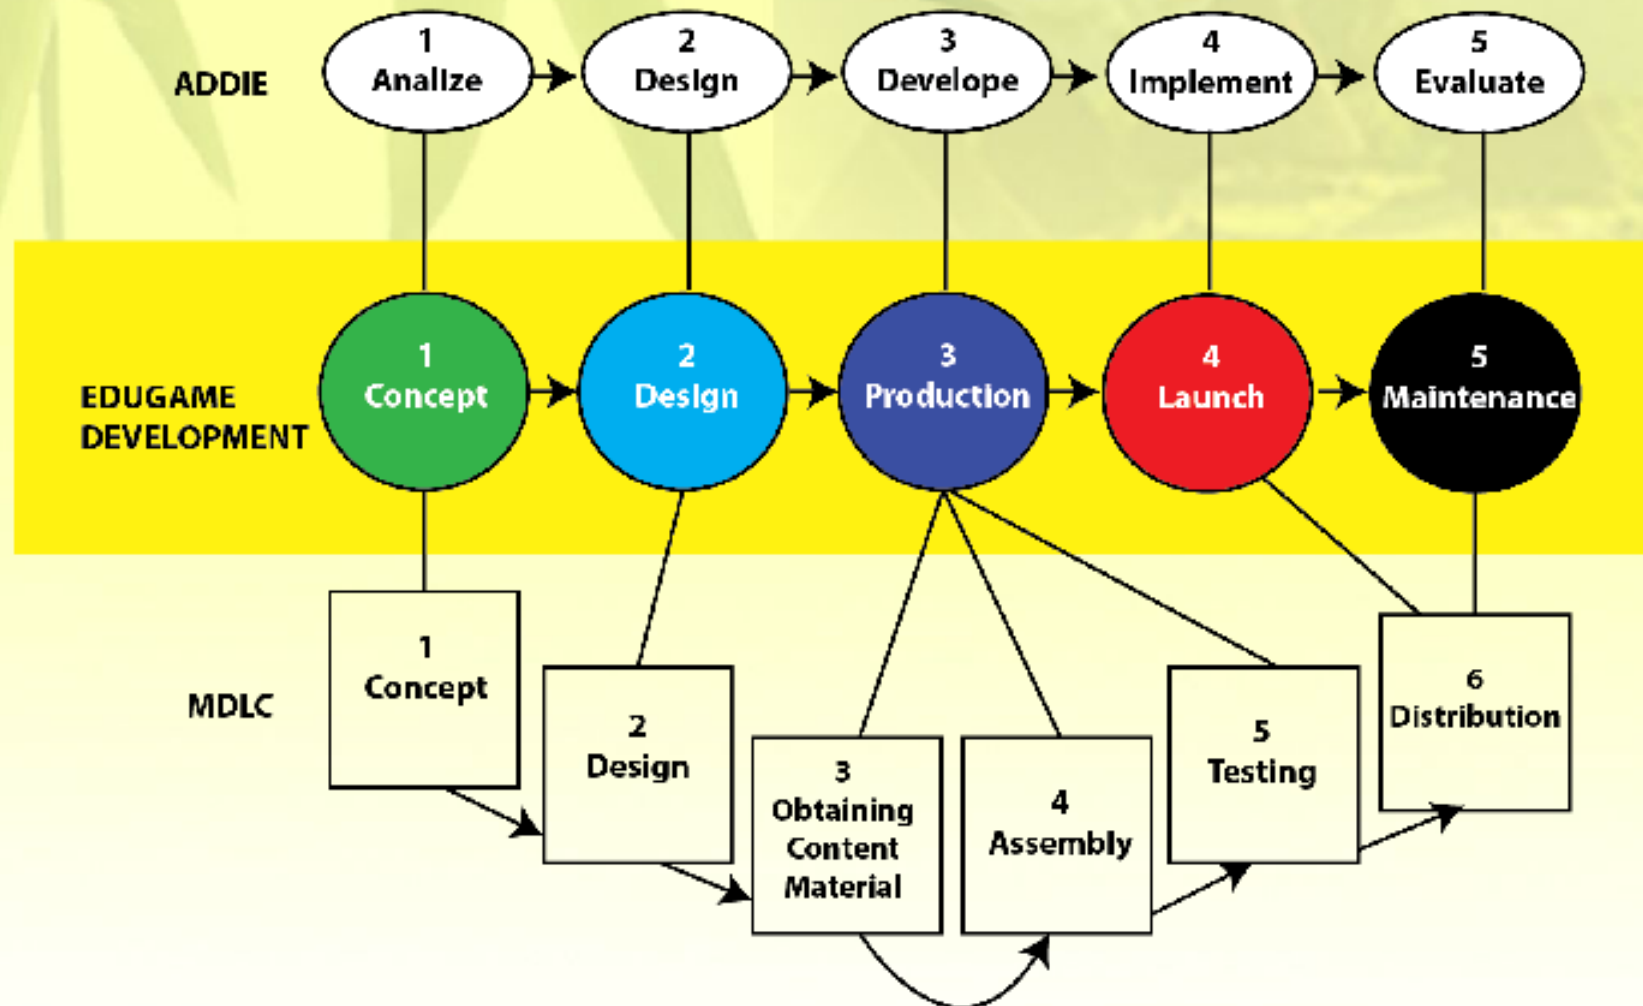 ADDIE
1
Analize
2
Design
3
Develope
4
Implement
5
Evaluate
EDUGAME
DEVELOPMENT
1
Concept
2
Design
3
Production
4
Launch
5
Maintenance
MDLC
1
Concept
2
Design
3
Obtaining
Content
Material
4
Assembly
5
Testing
6
Distribution